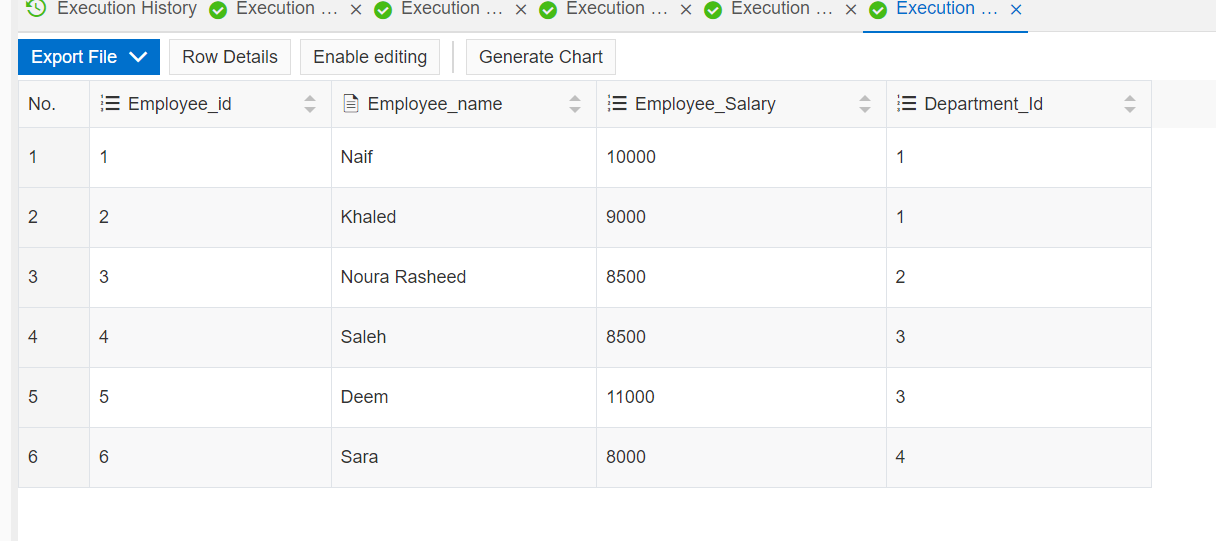 Execution History Execution ... Execution ... Execution ... Execution ... Execution ...
Export File Row Details Enable editing Generate Chart
No. Employee_id Employee_name Employee_Salary Department_Id
1 1 Naif 10000 1
2 2 Khaled 9000 1
3 3 Noura Rasheed 8500 2
4 4 Saleh 8500 3
5 5 Deem 11000 3
6 6 Sara 8000 4